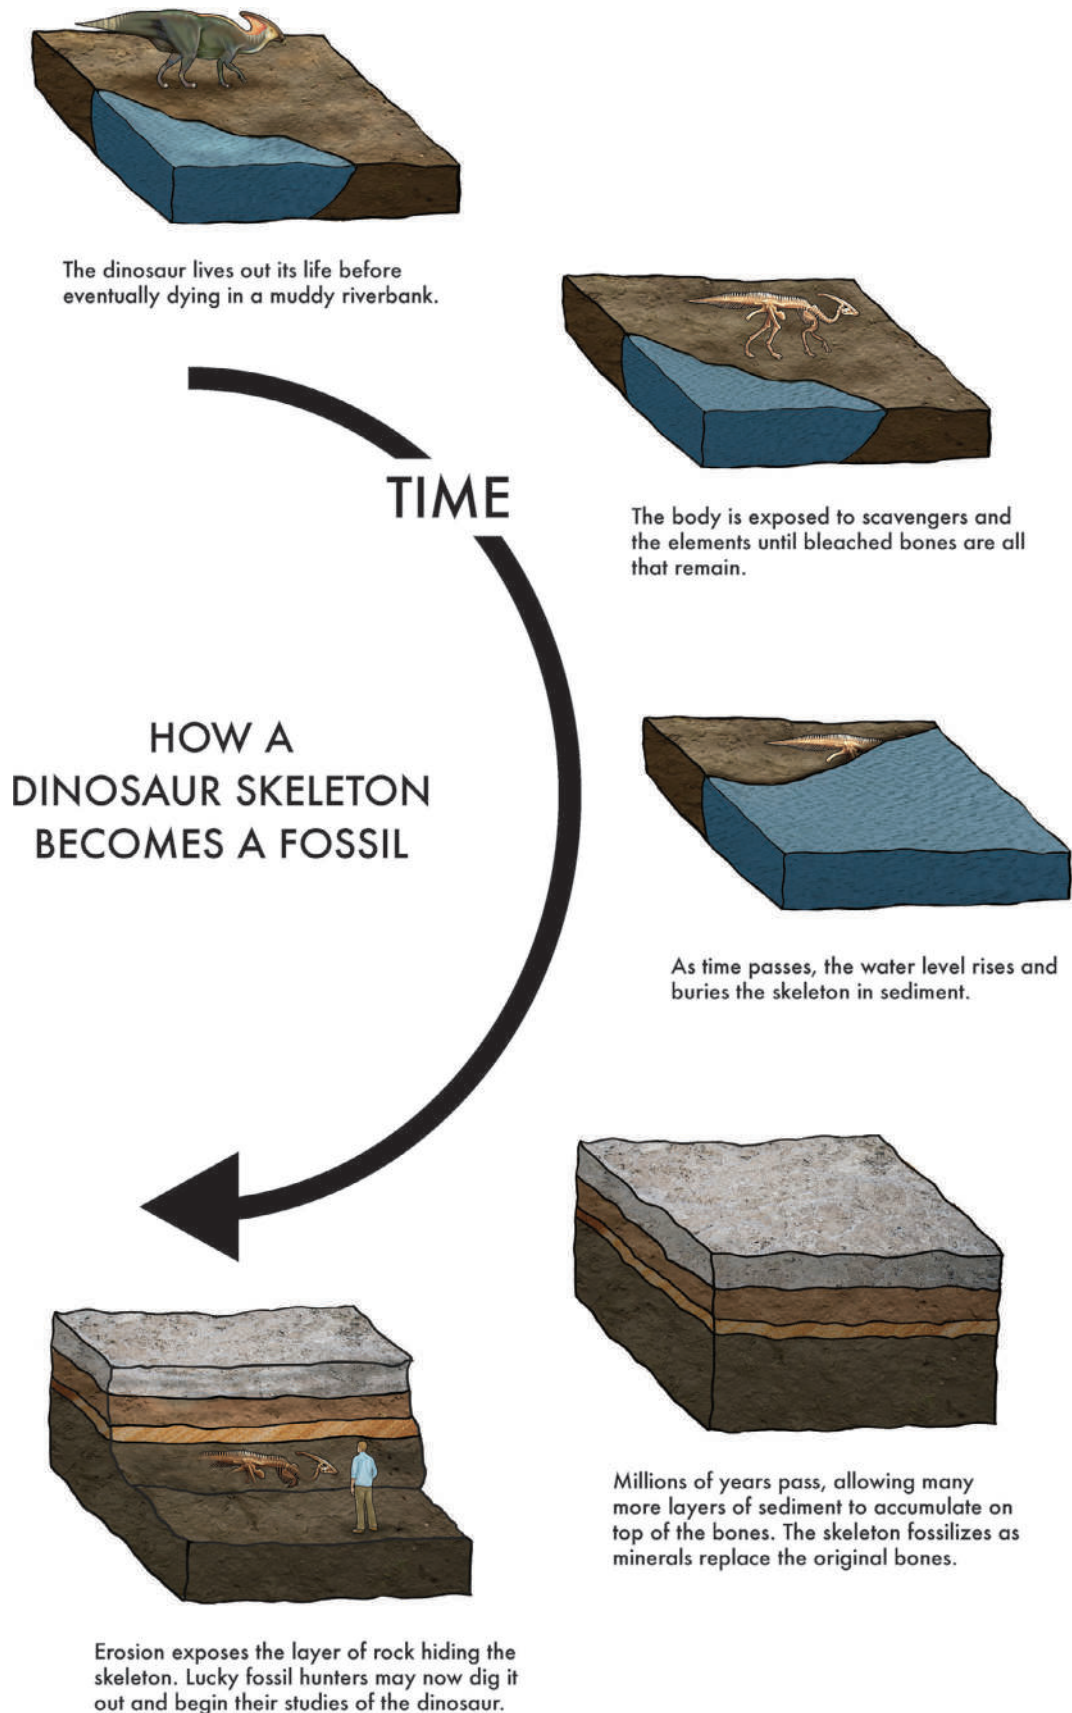 The dinosaur lives out its life before
eventually dying in a muddy riverbank.
The body is exposed to scavengers and
the elements until bleached bones are all
that remain.
TIME
HOW A
DINOSAUR SKELETON
BECOMES A FOSSIL
As time passes, the water level rises and
buries the skeleton in sediment.
Millions of years pass, allowing many
more layers of sediment to accumulate on
top of the bones. The skeleton fossilizes as
minerals replace the original bones.
Erosion exposes the layer of rock hiding the
skeleton. Lucky fossil hunters may now dig it
out and begin their studies of the dinosaur.